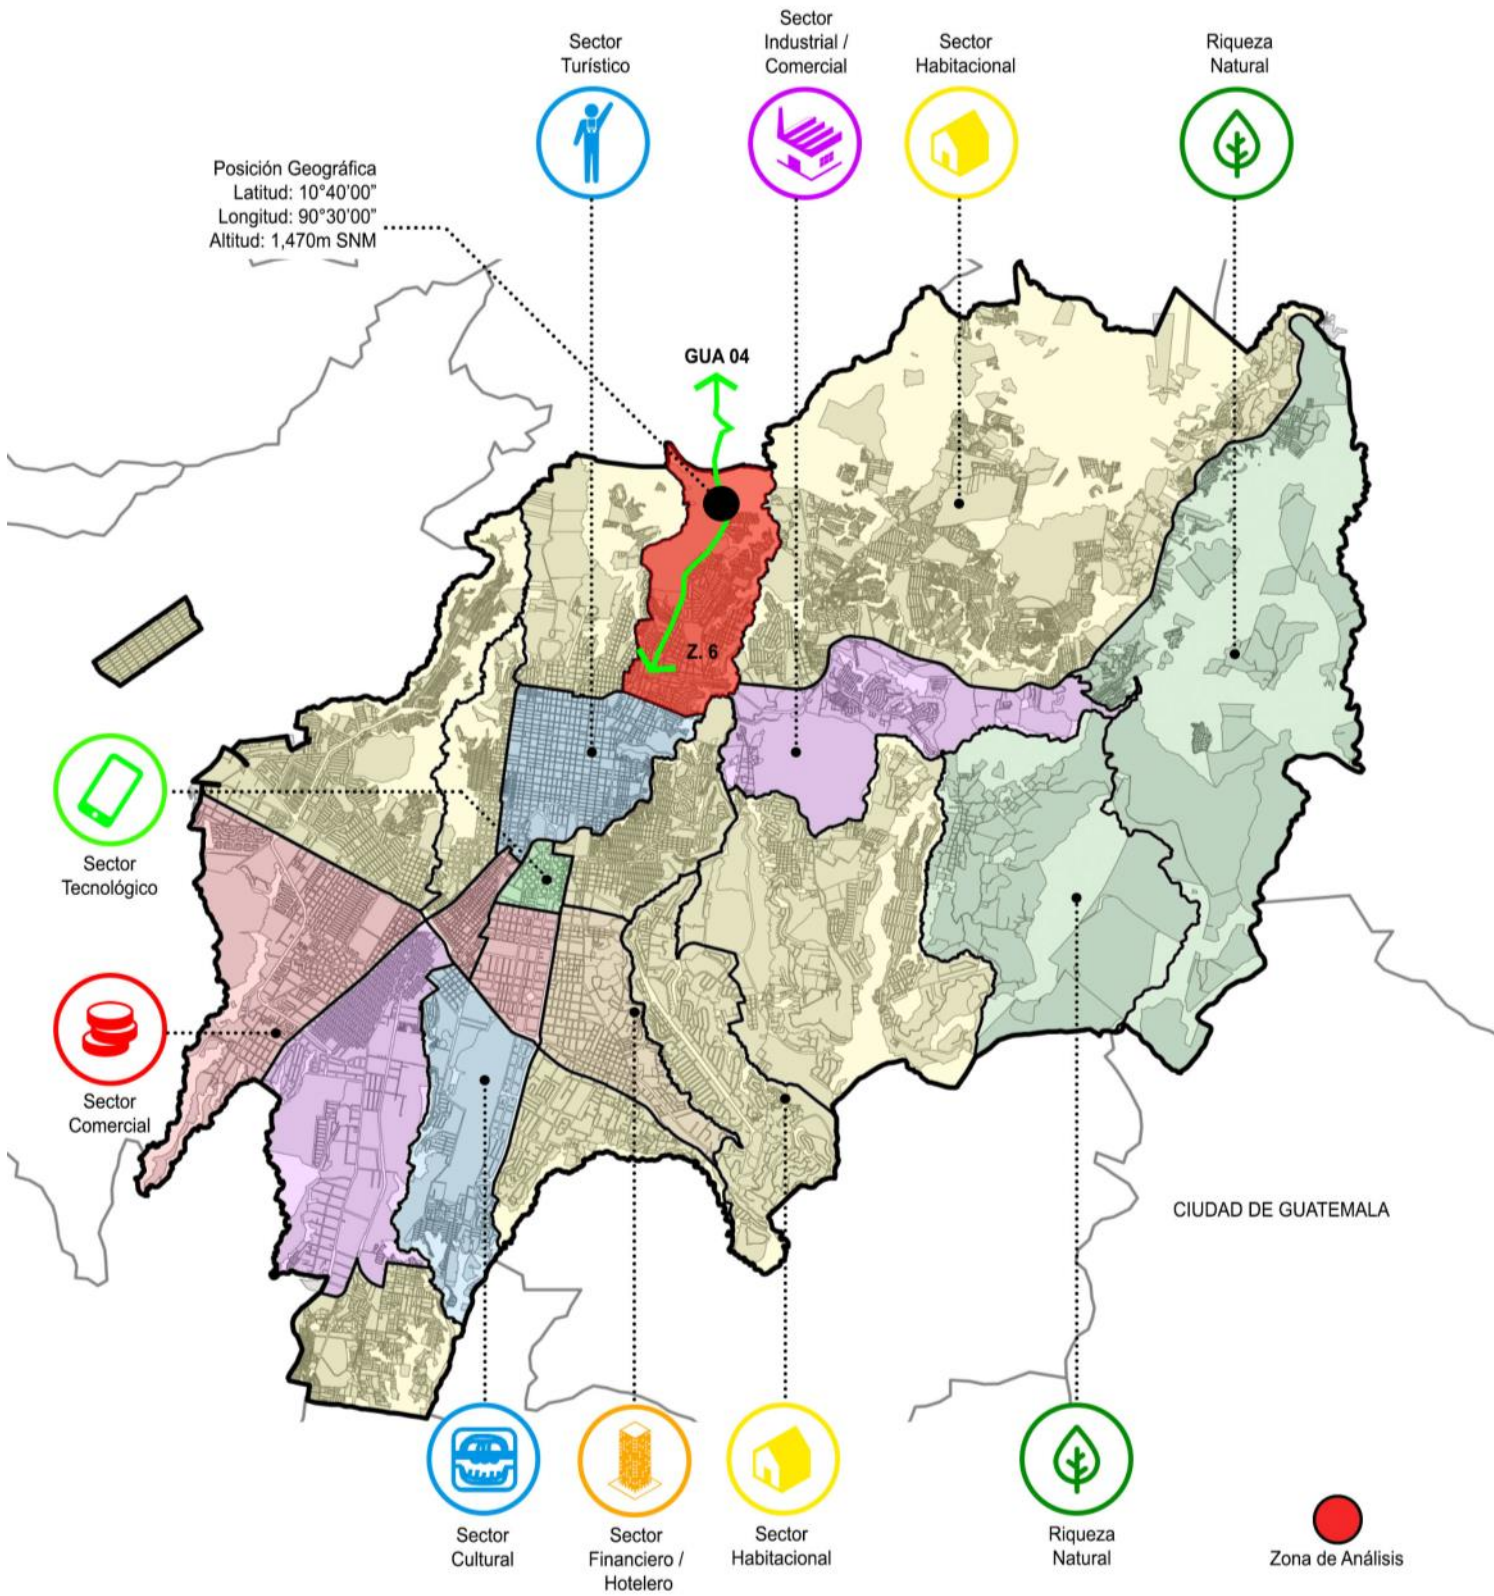 Sector
Turístico
Sector
Industrial /
Comercial
Sector
Habitacional
Riqueza
Natural
Posición Geográfica
Latitud: 10°40'00"
Longitud: 90°30'00"
Altitud: 1,470m SNM
GUA 04
Z. 6
Sector
Tecnológico
Sector
Comercial
CIUDAD DE GUATEMALA
Sector
Cultural
Sector
Financiero /
Hotelero
Sector
Habitacional
Riqueza
Natural
Zona de Análisis